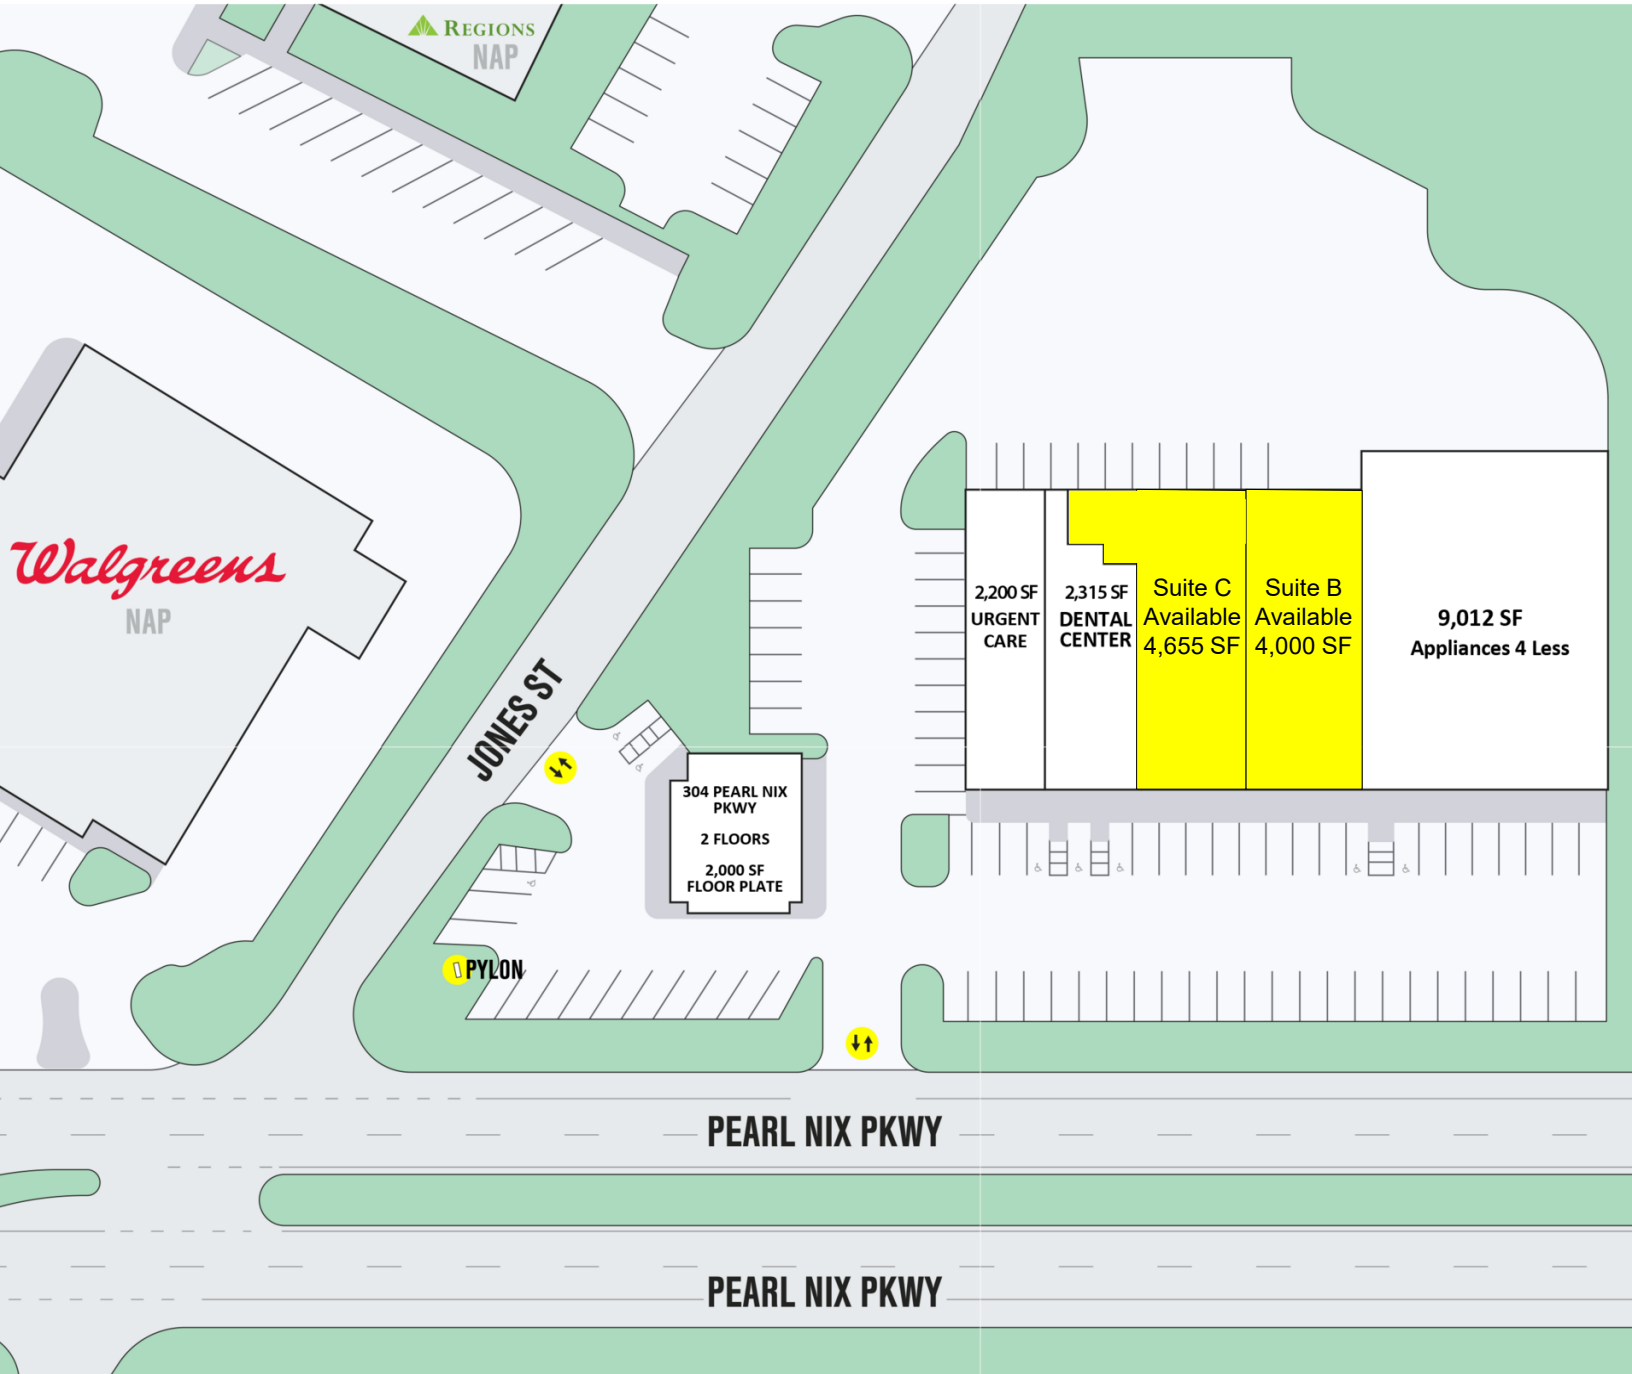 REGIONS
NAP
Walgreens
NAP
JONES ST
2,200 SF
URGENT
CARE
2,315 SF
DENTAL
CENTER
Suite C
Available
4,655 SF
Suite B
Available
4,000 SF
9,012 SF
Appliances 4 Less
304 PEARL NIX
PKWY
2 FLOORS
2,000 SF
FLOOR PLATE
PYLON
PEARL NIX PKWY
PEARL NIX PKWY